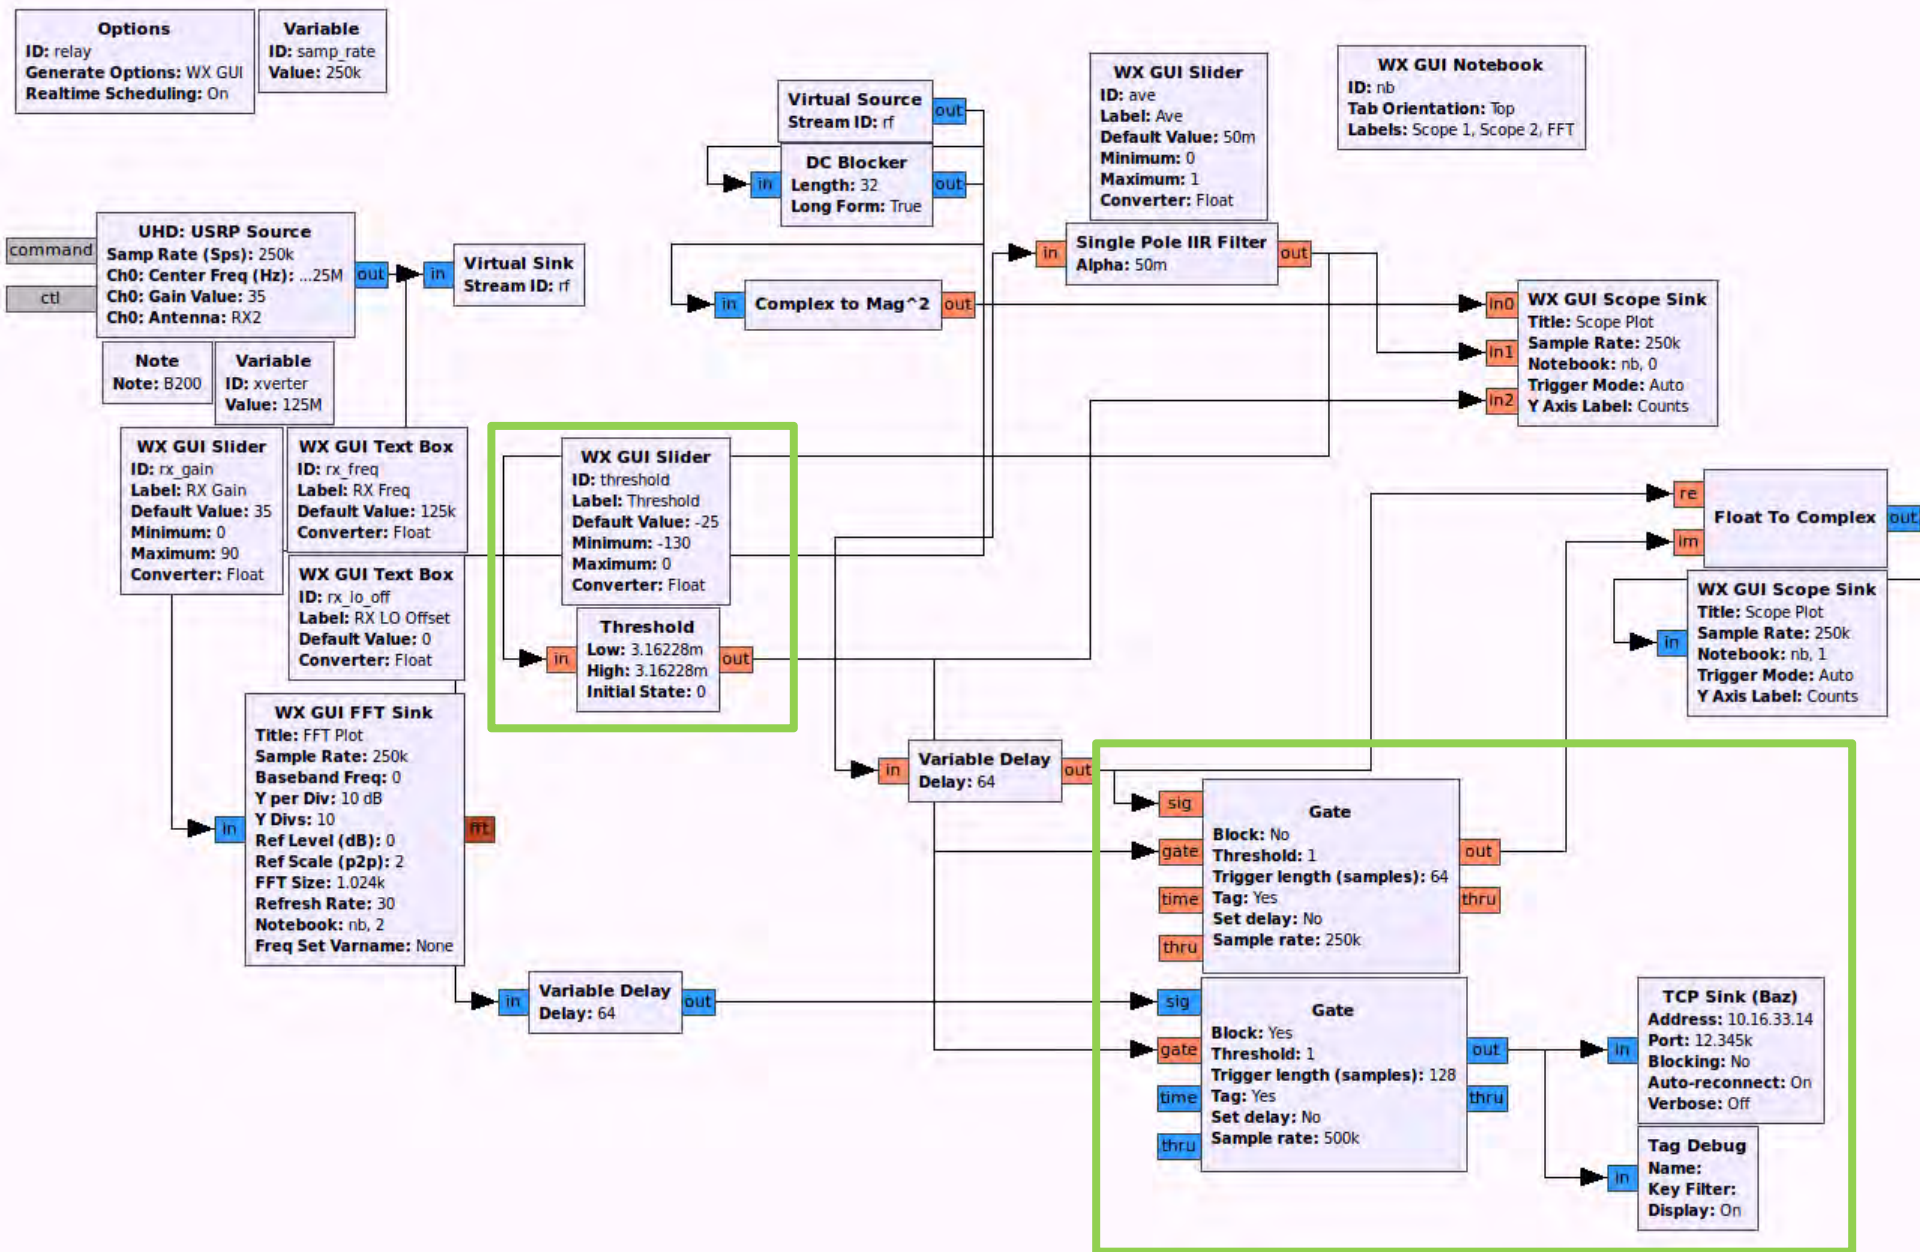 Options
ID: relay
Generate Options: WX GUI
Realtime Scheduling: On
Variable
ID: samp_rate
Value: 250k
Virtual Source
Stream ID: rf
out
DC Blocker
Length: 32
Long Form: True
in
out
WX GUI Slider
ID: ave
Label: Ave
Default Value: 50m
Minimum: 0
Maximum: 1
Converter: Float
WX GUI Notebook
ID: nb
Tab Orientation: Top
Labels: Scope 1, Scope 2, FFT
command
ctl
UHD: USRP Source
Samp Rate (Sps): 250k
Ch0: Center Freq (Hz): ...25M
Ch0: Gain Value: 35
Ch0: Antenna: RX2
out
in
Virtual Sink
Stream ID: rf
in
Single Pole IIR Filter
Alpha: 50m
out
in
Complex to Mag^2
out
in0
in1
in2
WX GUI Scope Sink
Title: Scope Plot
Sample Rate: 250k
Notebook: nb, 0
Trigger Mode: Auto
Y Axis Label: Counts
Note
Note: B200
Variable
ID: xverter
Value: 125M
WX GUI Slider
ID: rx_gain
Label: RX Gain
Default Value: 35
Minimum: 0
Maximum: 90
Converter: Float
WX GUI Text Box
ID: rx_freq
Label: RX Freq
Default Value: 125k
Converter: Float
WX GUI Text Box
ID: rx_lo_off
Label: RX LO Offset
Default Value: 0
Converter: Float
WX GUI Slider
ID: threshold
Label: Threshold
Default Value: -25
Minimum: -130
Maximum: 0
Converter: Float
in
Threshold
Low: 3.16228m
High: 3.16228m
Initial State: 0
out
re
im
Float To Complex
out
in
WX GUI Scope Sink
Title: Scope Plot
Sample Rate: 250k
Notebook: nb, 1
Trigger Mode: Auto
Y Axis Label: Counts
in
WX GUI FFT Sink
Title: FFT Plot
Sample Rate: 250k
Baseband Freq: 0
Y per Div: 10 dB
Y Divs: 10
Ref Level (dB): 0
Ref Scale (p2p): 2
FFT Size: 1.024k
Refresh Rate: 30
Notebook: nb, 2
Freq Set Varname: None
fft
in
Variable Delay
Delay: 64
out
sig
gate
time
thru
Gate
Block: No
Threshold: 1
Trigger length (samples): 64
Tag: Yes
Set delay: No
Sample rate: 250k
out
thru
in
Variable Delay
Delay: 64
out
sig
gate
time
thru
Gate
Block: Yes
Threshold: 1
Trigger length (samples): 128
Tag: Yes
Set delay: No
Sample rate: 500k
out
thru
in
TCP Sink (Baz)
Address: 10.16.33.14
Port: 12.345k
Blocking: No
Auto-reconnect: On
Verbose: Off
in
Tag Debug
Name:
Key Filter:
Display: On